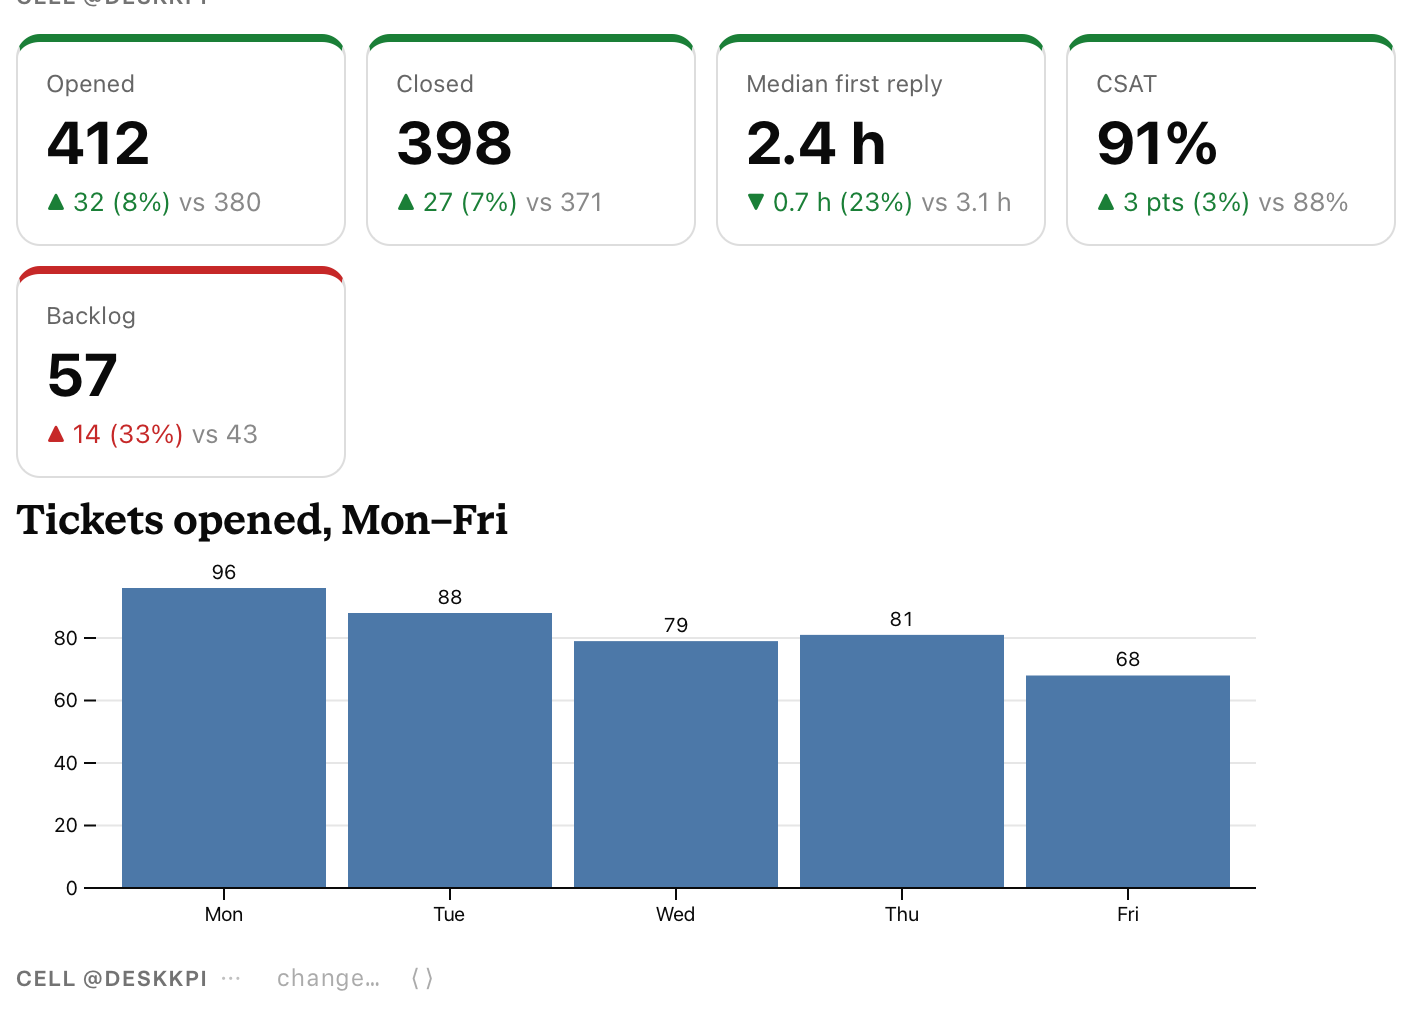 CELL @DESKKPI
Opened
412
▲ 32 (8%) vs 380
Closed
398
▲ 27 (7%) vs 371
Median first reply
2.4 h
▼ 0.7 h (23%) vs 3.1 h
CSAT
91%
▲ 3 pts (3%) vs 88%
Backlog
57
▲ 14 (33%) vs 43
Tickets opened, Mon–Fri
96
88
79
81
68
80
60
40
20
0
Mon
Tue
Wed
Thu
Fri
CELL @DESKKPI ··· change… ⟨ ⟩